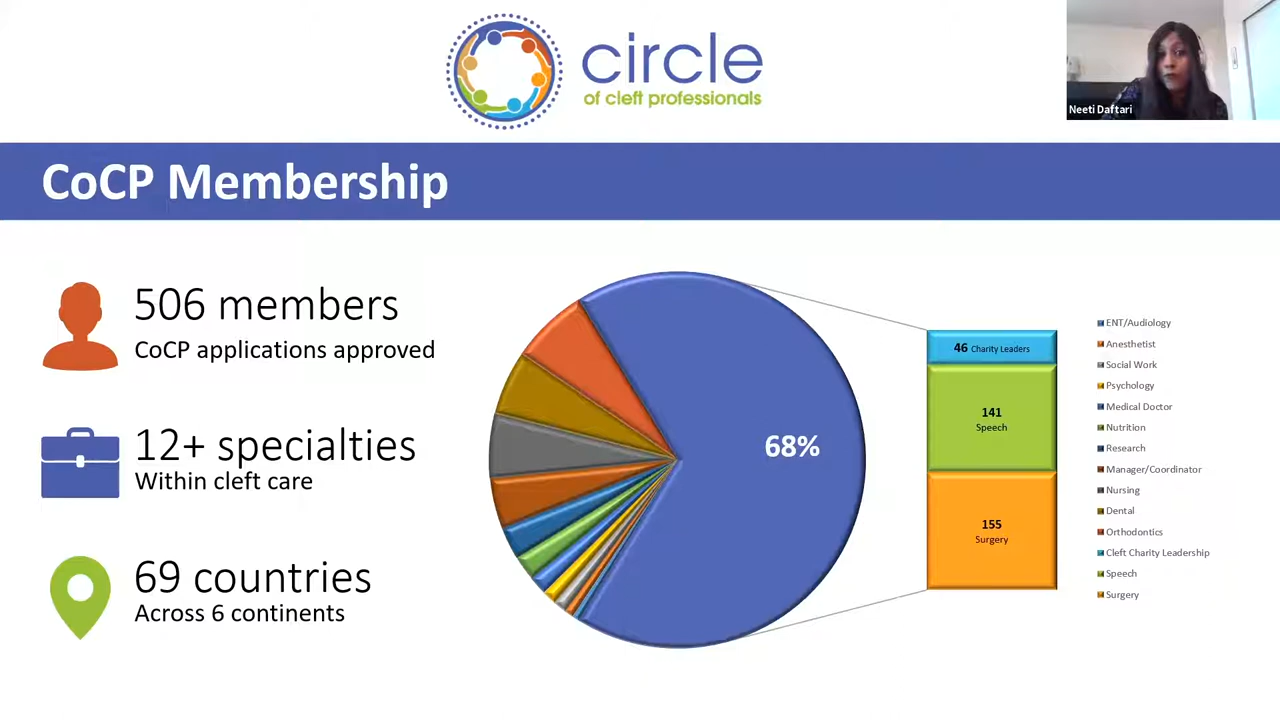 circle
of cleft professionals
Neeti Daftari
CoCP Membership
506 members
CoCP applications approved
12+ specialties
Within cleft care
69 countries
Across 6 continents
68%
46 Charity Leaders
141
Speech
155
Surgery
ENT/Audiology
Anesthetist
Social Work
Psychology
Medical Doctor
Nutrition
Research
Manager/Coordinator
Nursing
Dental
Orthodontics
Cleft Charity Leadership
Speech
Surgery